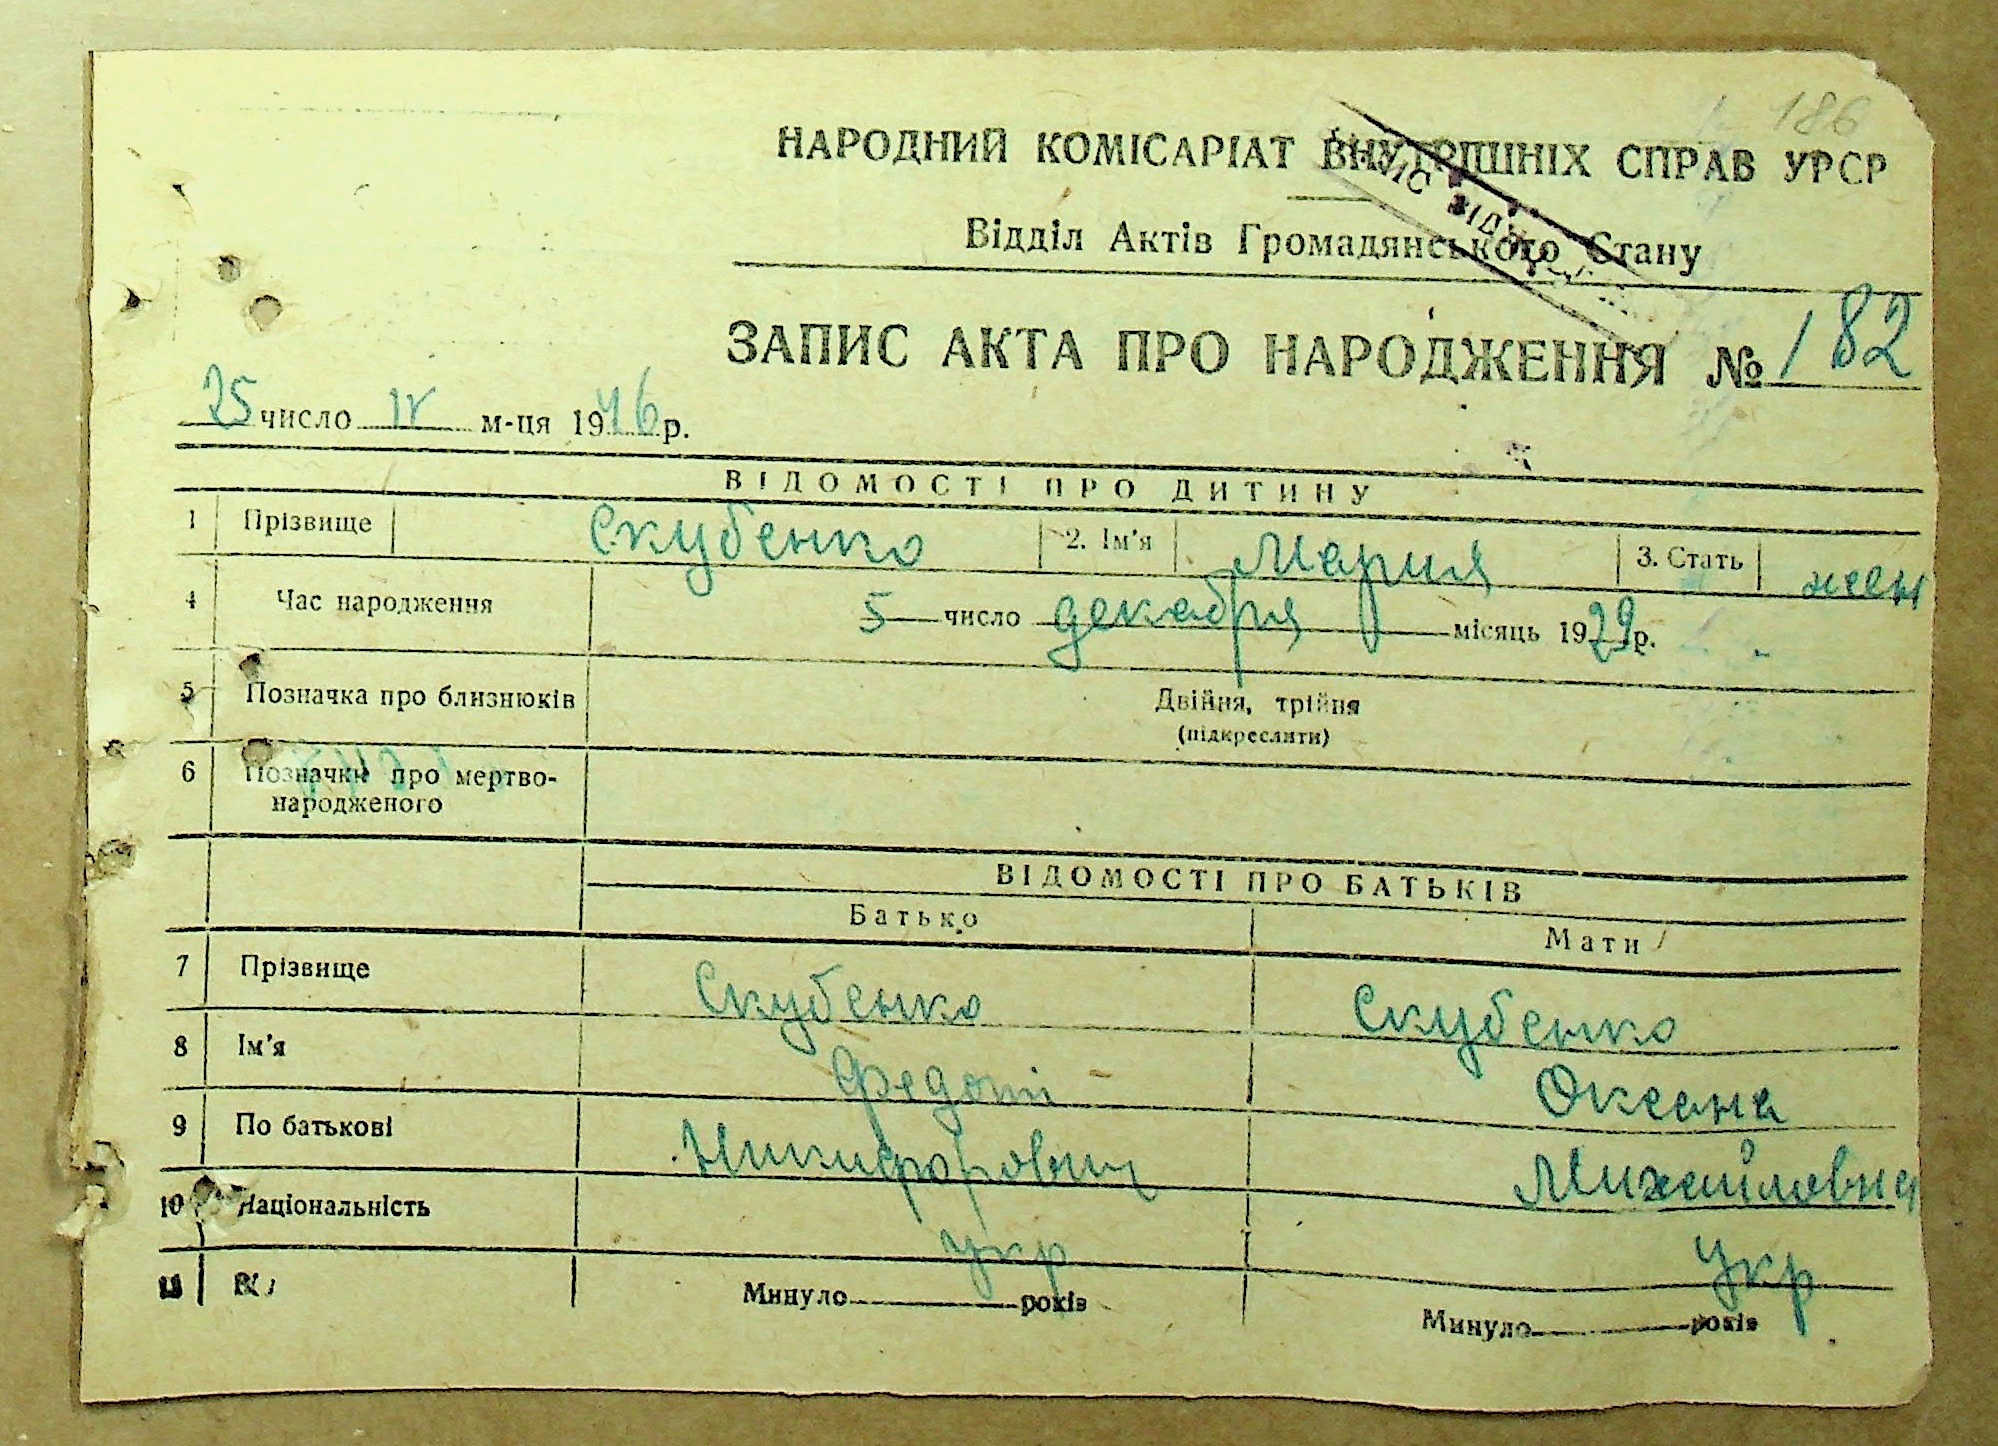 186
НАРОДНИЙ КОМІСАРІАТ ВНУТРІШНІХ СПРАВ УРСР
Відділ Актів Громадянського Стану
ЗАПИС АКТА ПРО НАРОДЖЕННЯ № 182
25 число IV м-ця 1946 р.
ВІДОМОСТІ ПРО ДИТИНУ
1 Прізвище Скубенко 2. Ім'я Мария 3. Стать жен
4 Час народження 5 число декабря місяць 1929 р.
5 Позначка про близнюків Двійня, трійня
(підкреслити)
6 Позначки про мертво-
народженого
ВІДОМОСТІ ПРО БАТЬКІВ
Батько Мати
7 Прізвище Скубенко Скубенко
8 Ім'я Федот Оксана
9 По батькові Никифорович Михайловна
10 Національність укр укр
11 Минуло років Минуло років